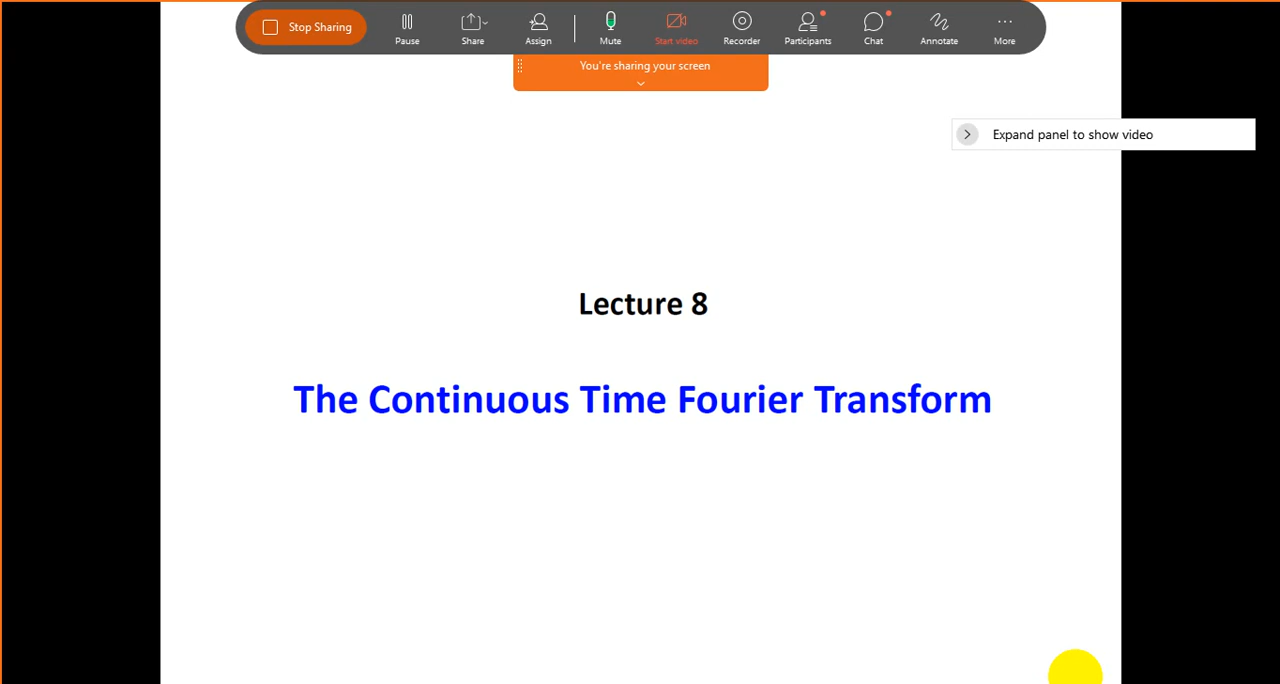 Stop Sharing
Pause
Share
Assign
Mute
Start video
Recorder
Participants
Chat
Annotate
More
You're sharing your screen
Expand panel to show video
Lecture 8
The Continuous Time Fourier Transform